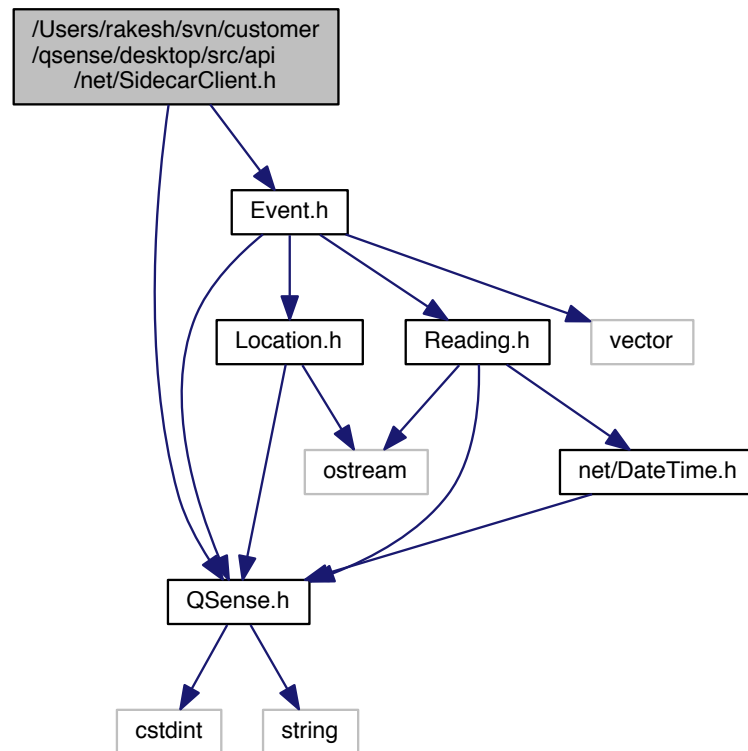 /Users/rakesh/svn/customer
/qsense/desktop/src/api
/net/SidecarClient.h
Event.h
Location.h
Reading.h
vector
ostream
net/DateTime.h
QSense.h
cstdint
string